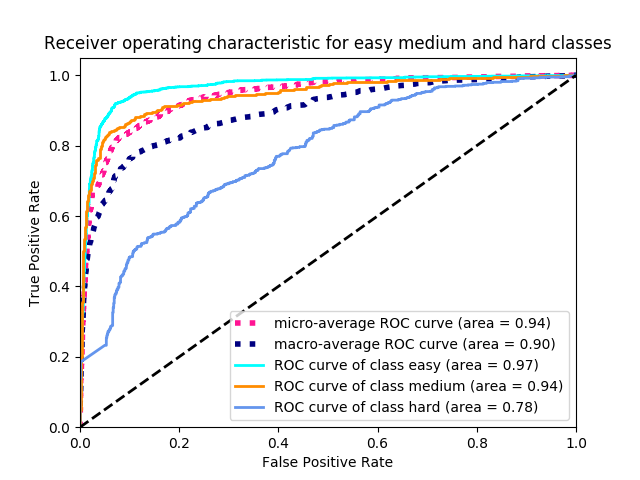 Receiver operating characteristic for easy medium and hard classes
1.0
0.8
0.6
0.4
0.2
0.0
True Positive Rate
micro-average ROC curve (area = 0.94)
macro-average ROC curve (area = 0.90)
ROC curve of class easy (area = 0.97)
ROC curve of class medium (area = 0.94)
ROC curve of class hard (area = 0.78)
0.0 0.2 0.4 0.6 0.8 1.0
False Positive Rate